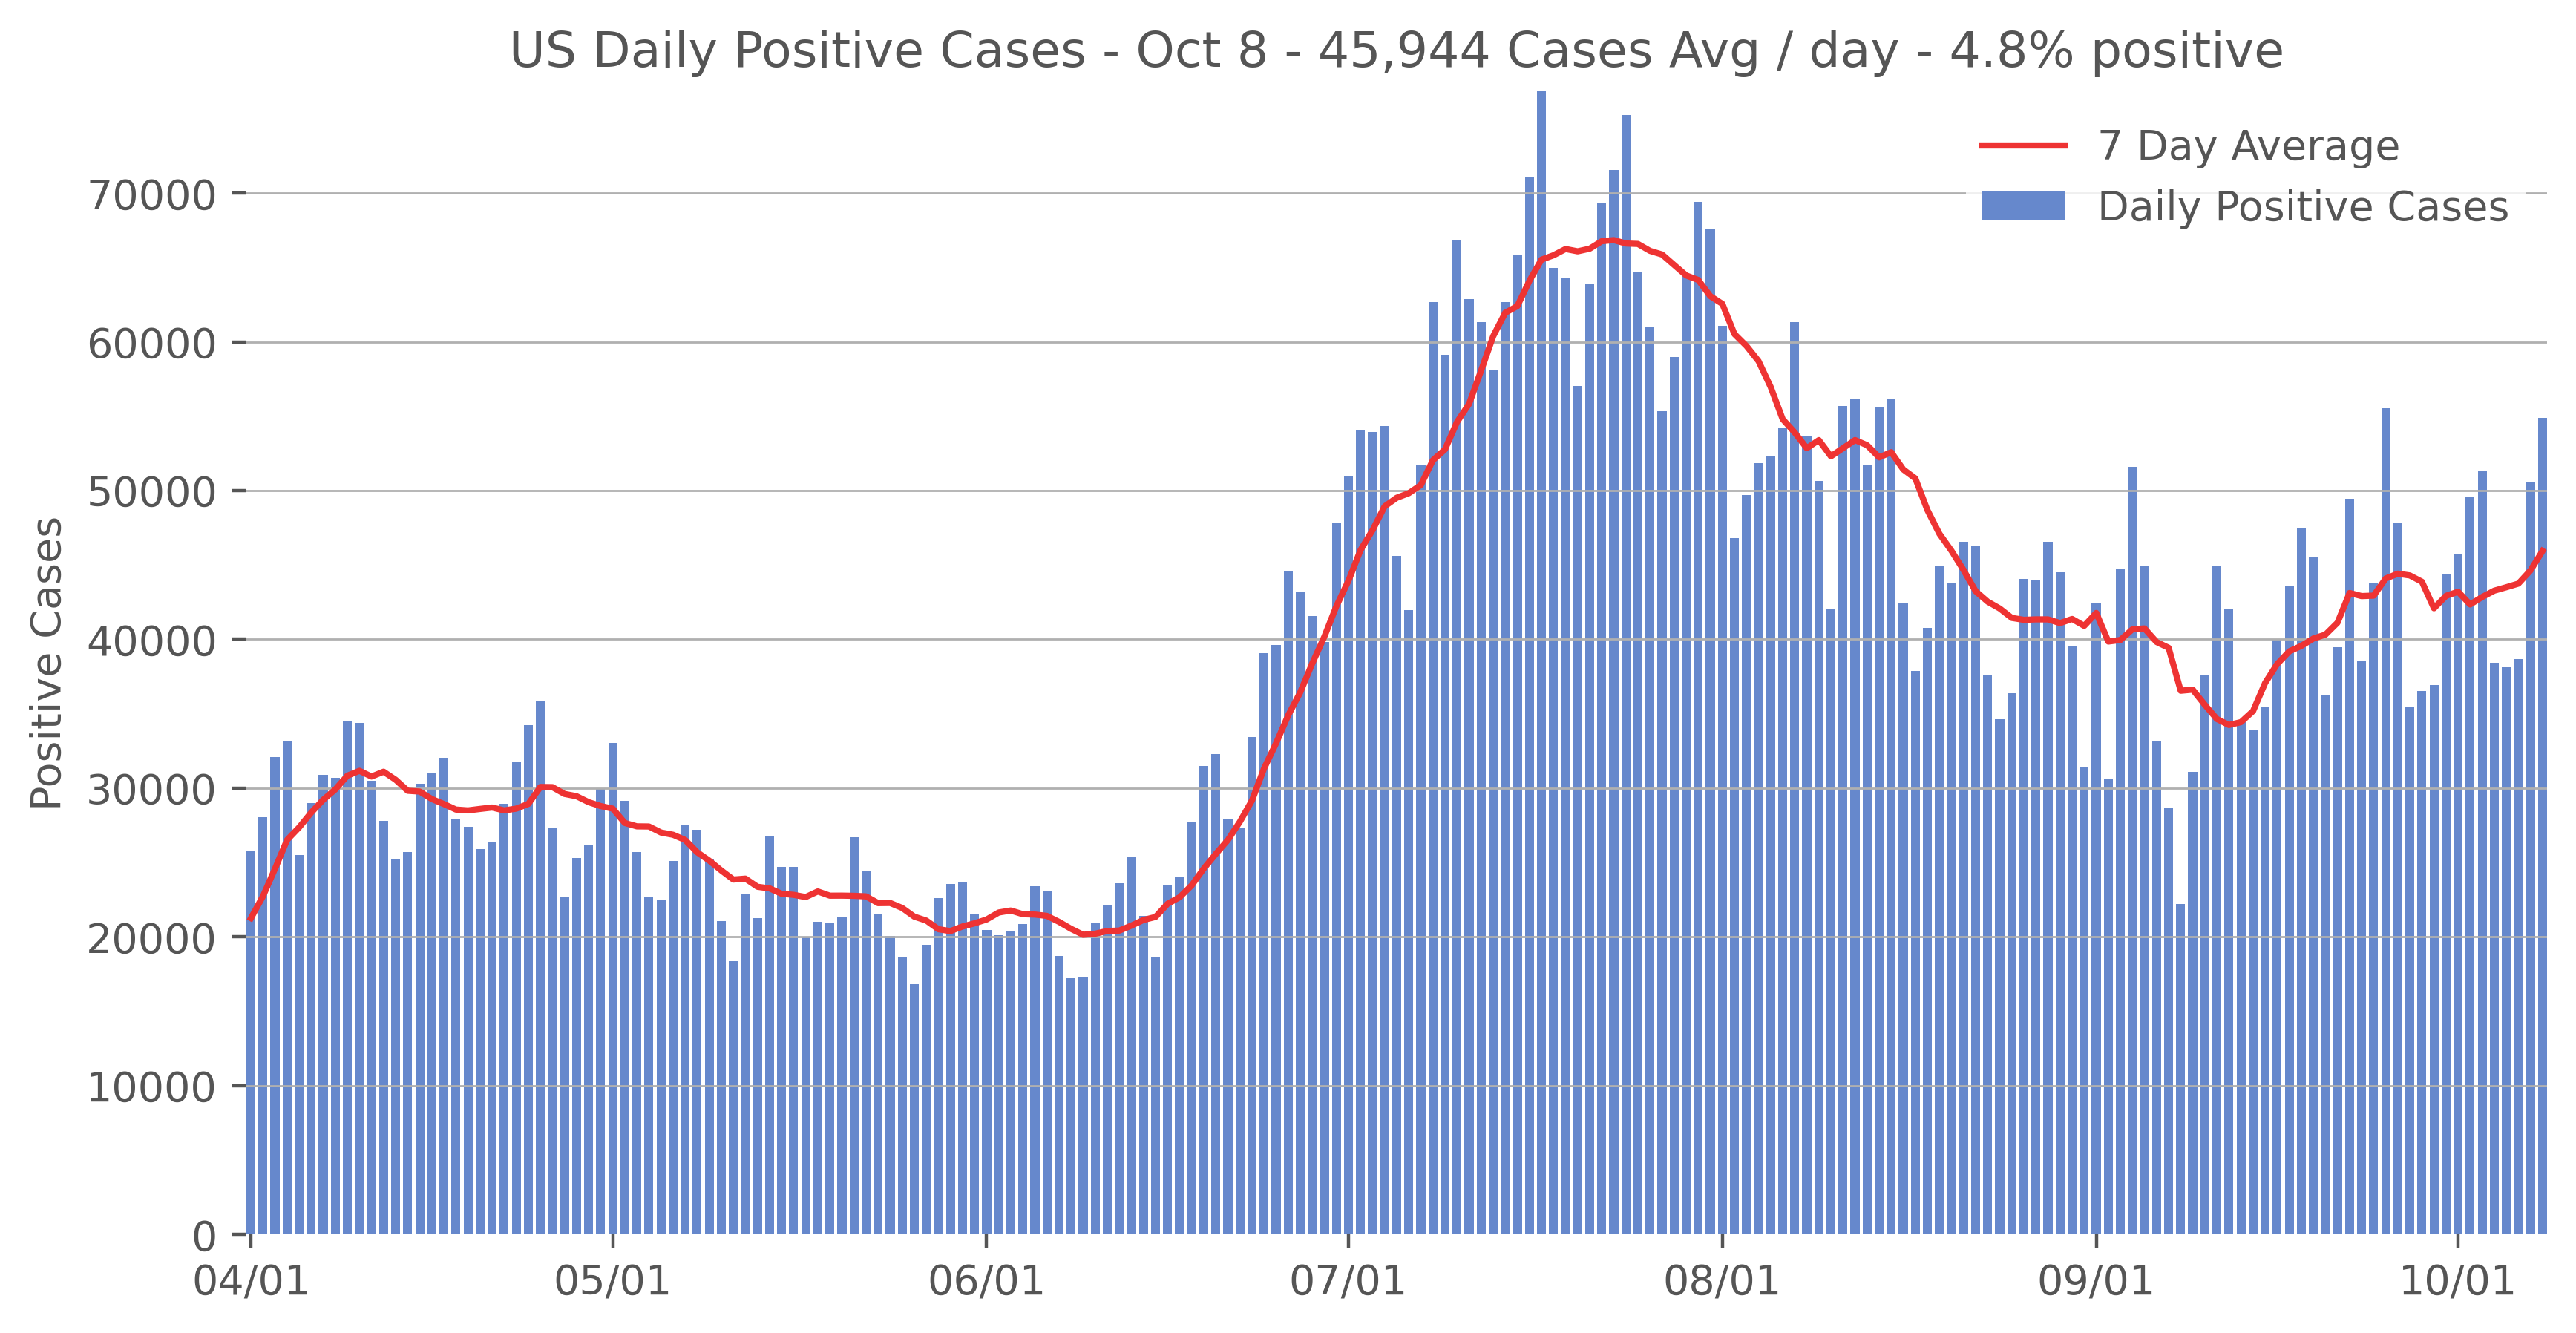 US Daily Positive Cases - Oct 8 - 45,944 Cases Avg / day - 4.8% positive
7 Day Average
Daily Positive Cases
Positive Cases
70000
60000
50000
40000
30000
20000
10000
0
04/01 05/01 06/01 07/01 08/01 09/01 10/01